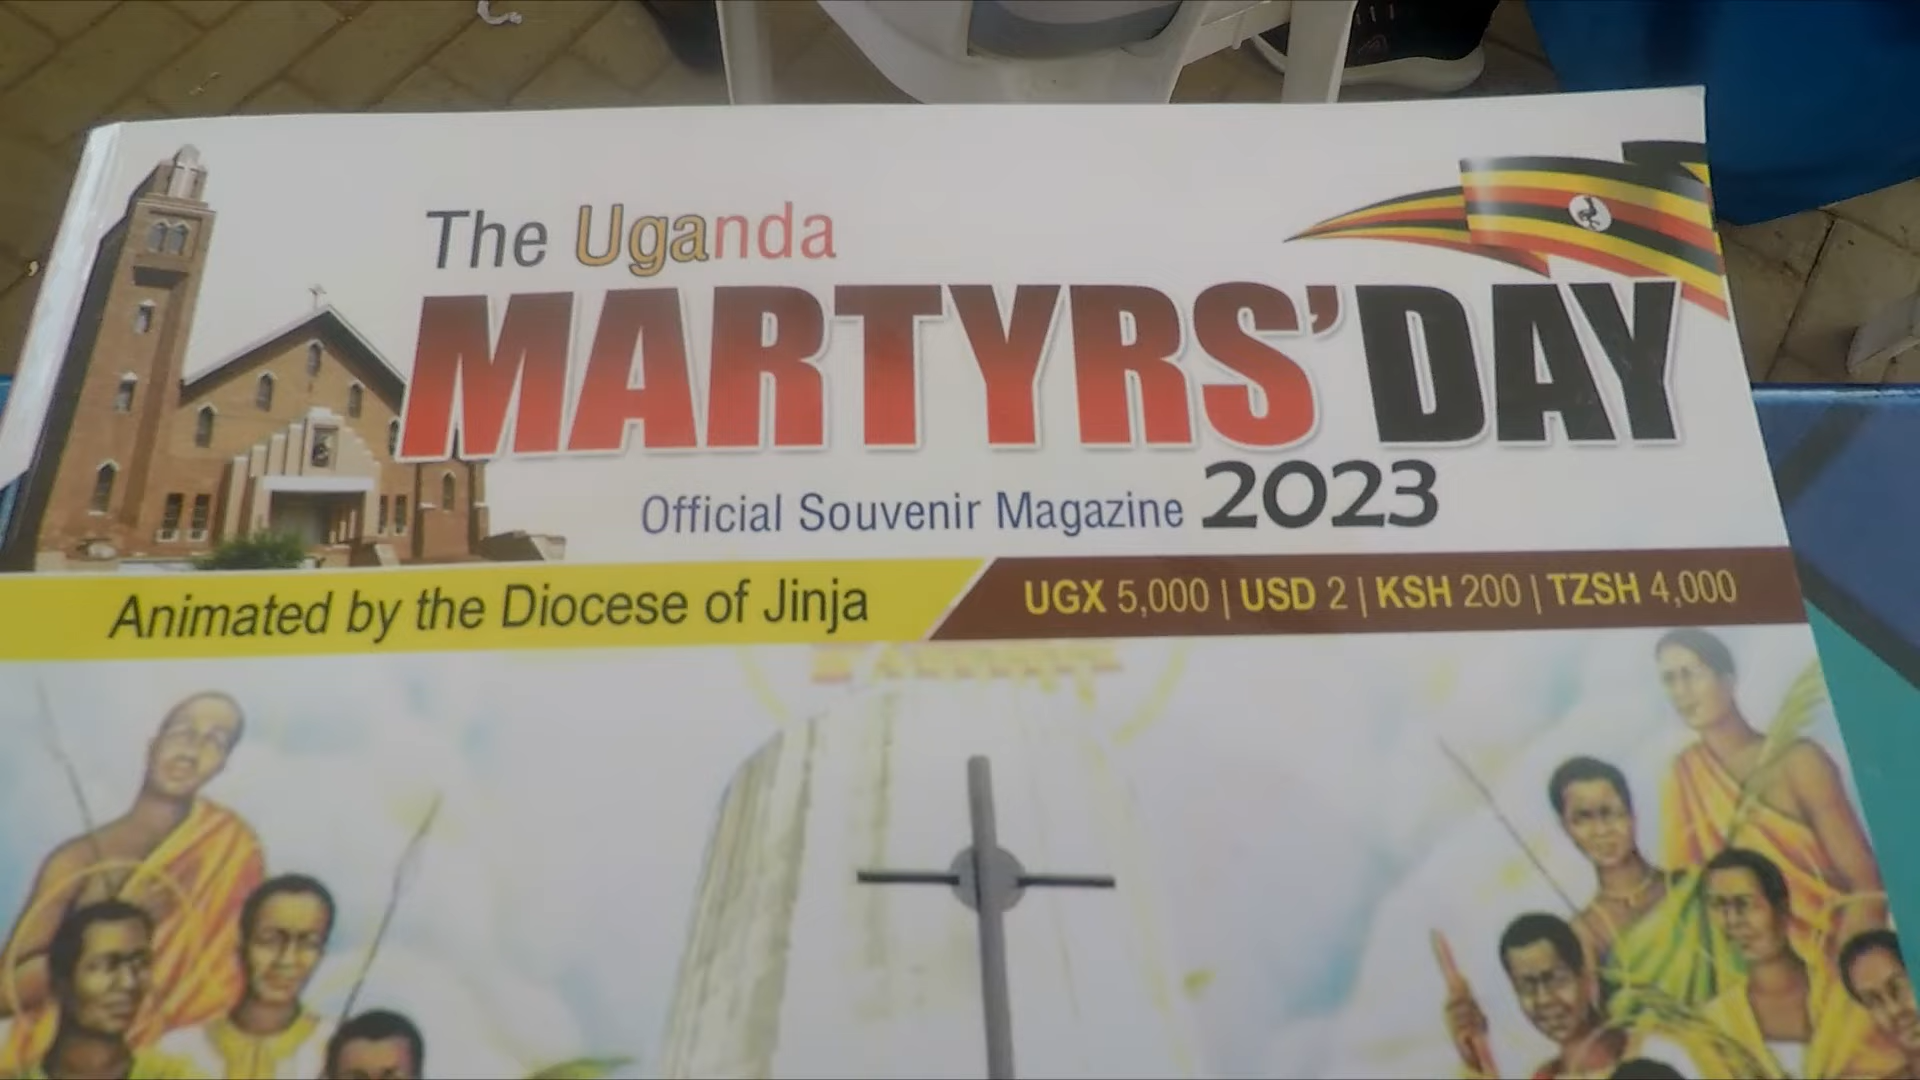 The Uganda
MARTYRS' DAY
Official Souvenir Magazine 2023
Animated by the Diocese of Jinja
UGX 5,000 | USD 2 | KSH 200 | TZSH 4,000